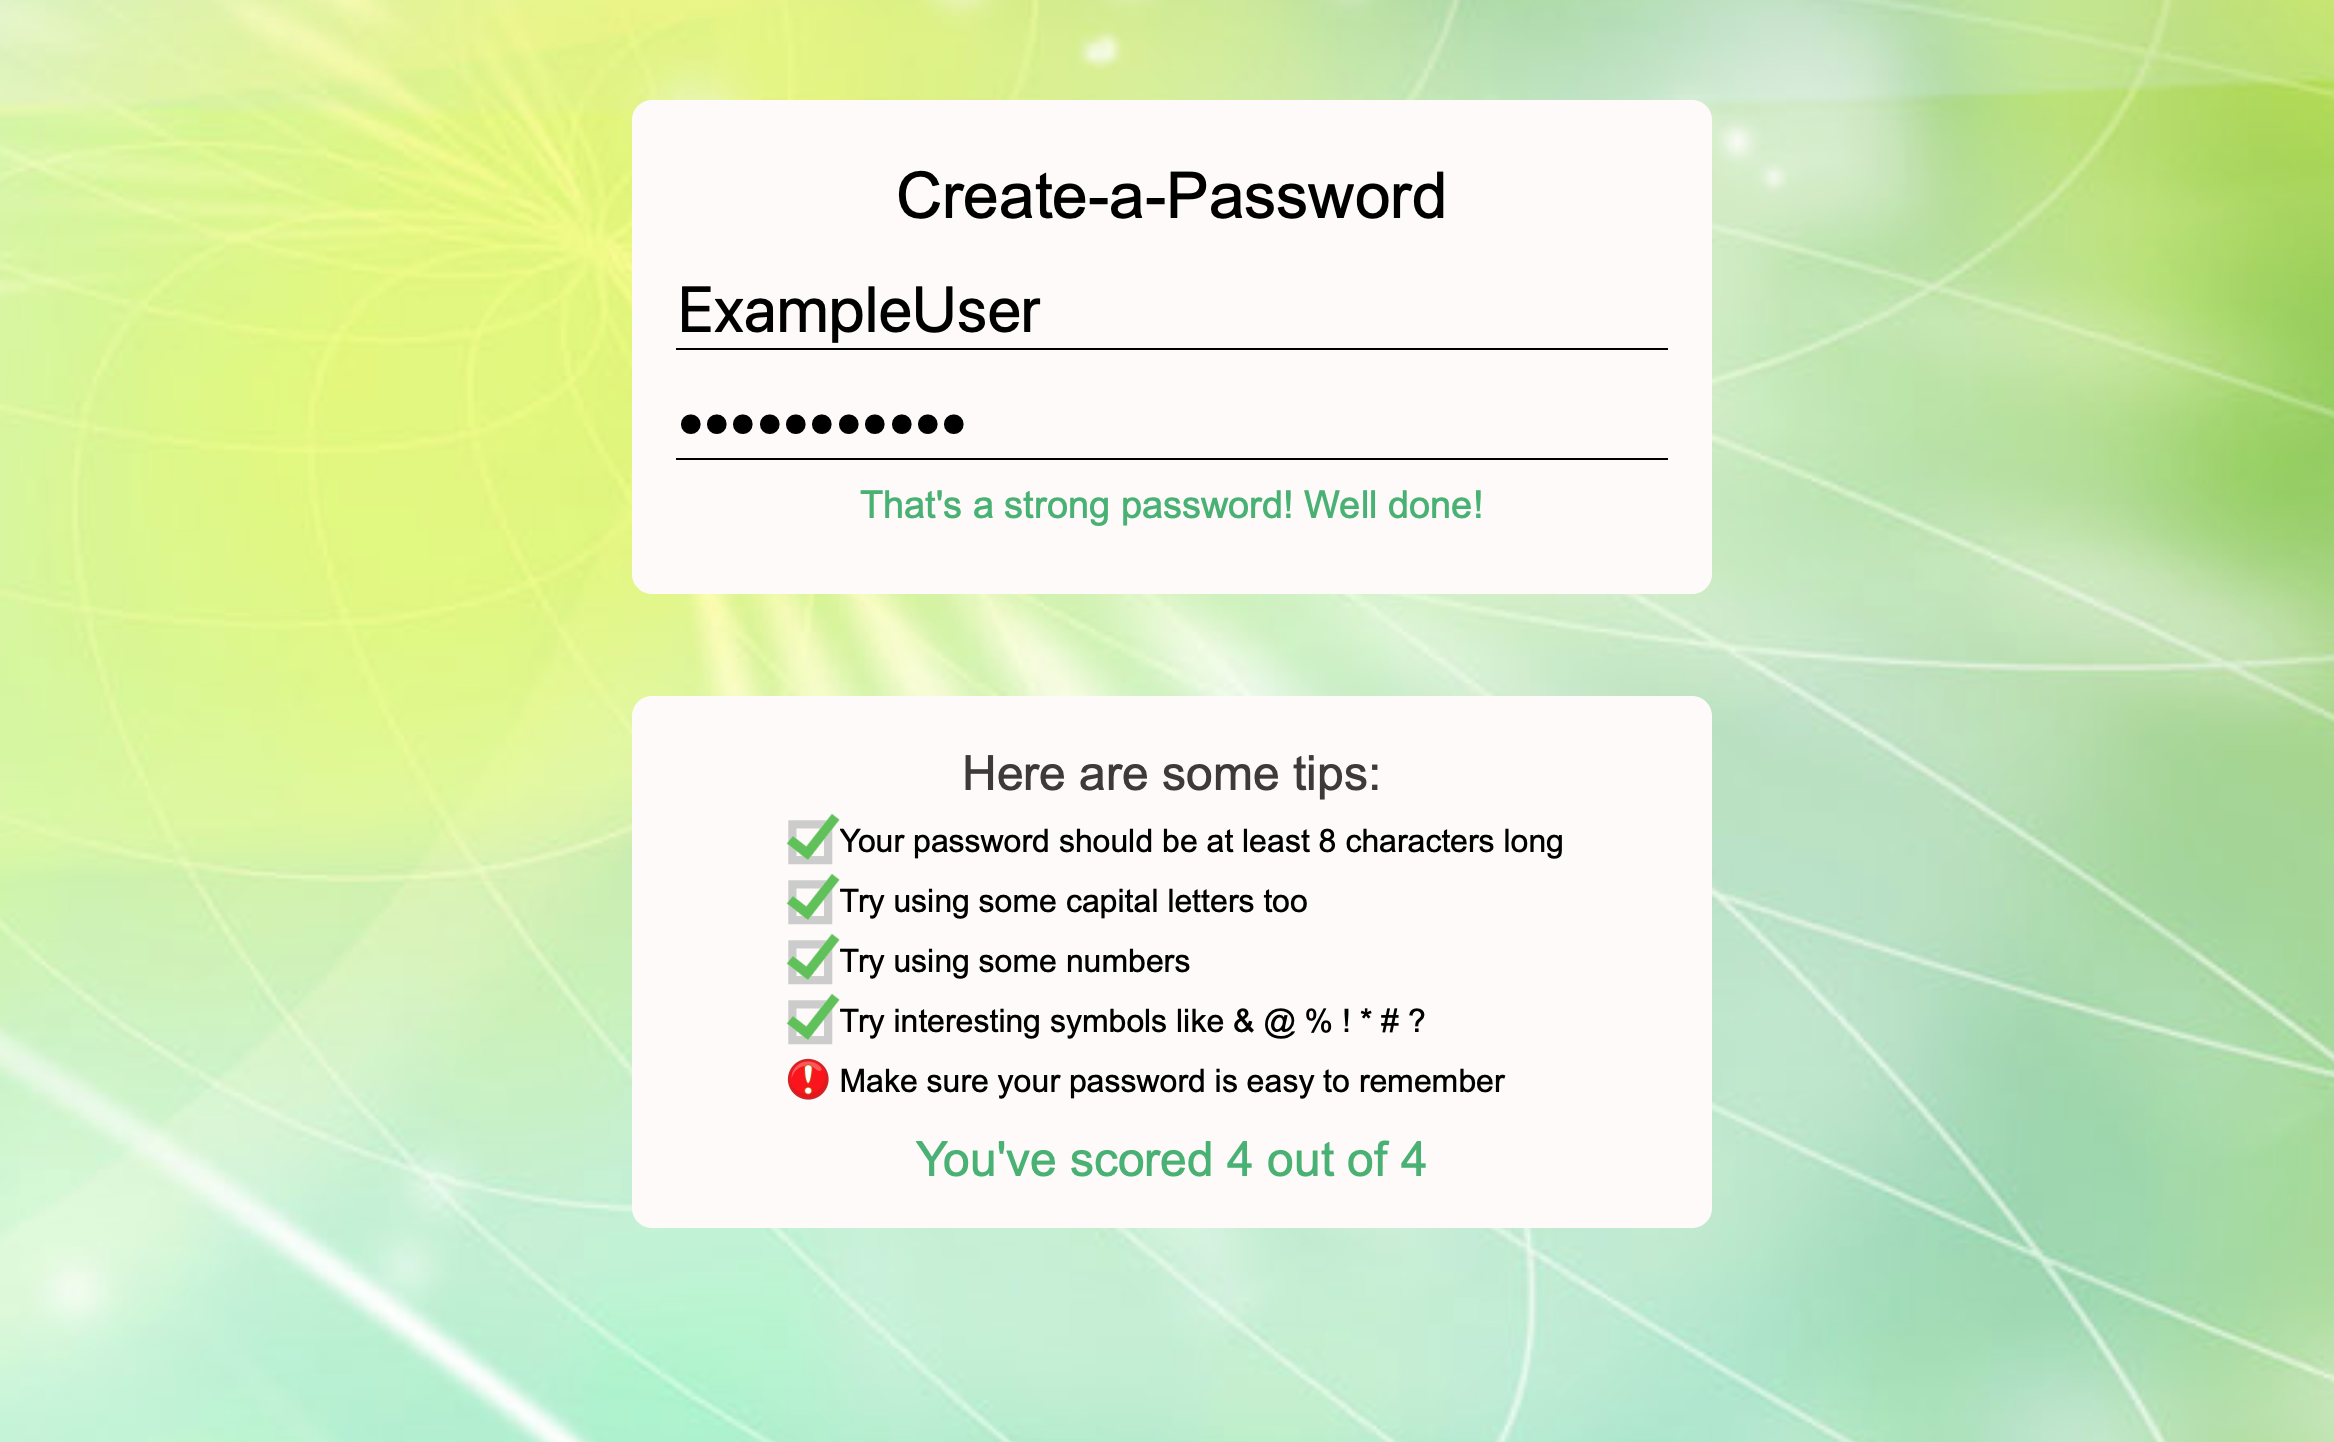 Create-a-Password
ExampleUser
●●●●●●●●●●●
That's a strong password! Well done!
Here are some tips:
Your password should be at least 8 characters long
Try using some capital letters too
Try using some numbers
Try interesting symbols like & @ % ! * # ?
Make sure your password is easy to remember
You've scored 4 out of 4